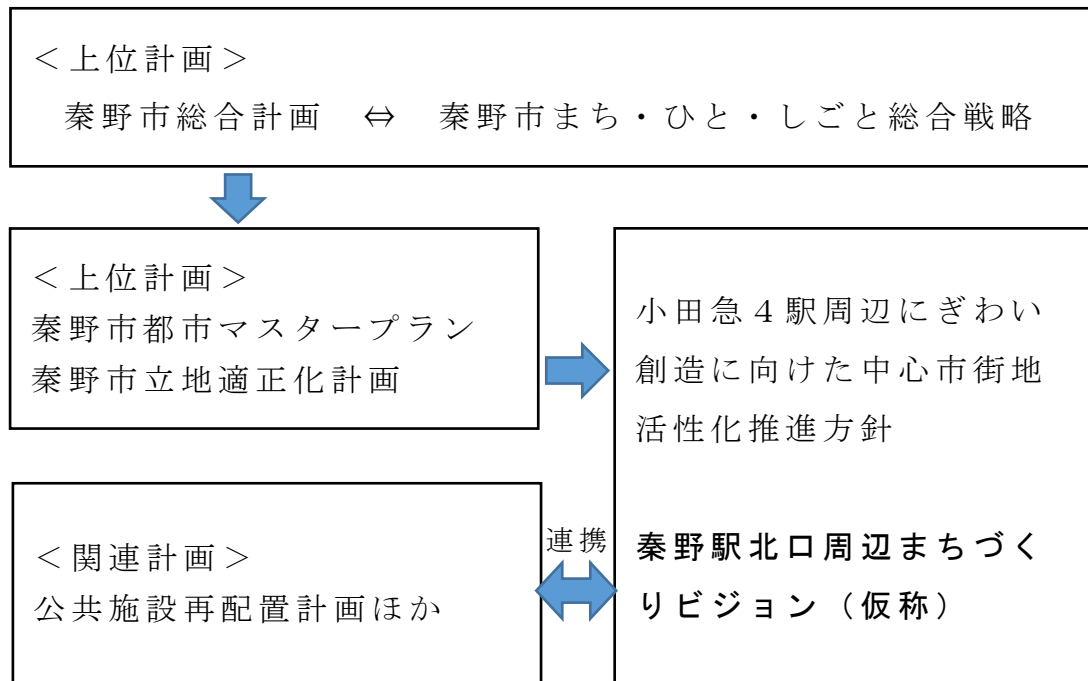 ＜上位計画＞
秦野市総合計画　⇔　秦野市まち・ひと・しごと総合戦略
＜上位計画＞
秦野市都市マスタープラン
秦野市立地適正化計画
小田急４駅周辺にぎわい
創造に向けた中心市街地
活性化推進方針
＜関連計画＞
公共施設再配置計画ほか
連携
秦野駅北口周辺まちづく
りビジョン（仮称）